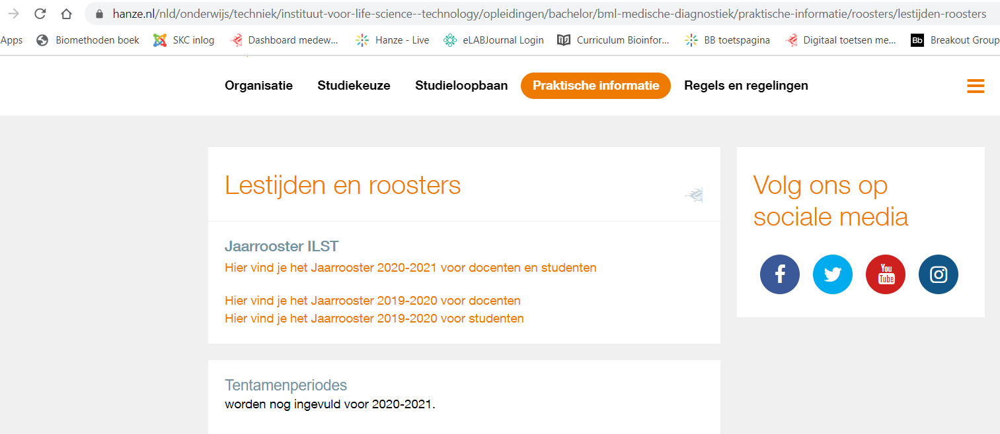 hanze.nl/nld/onderwijs/techniek/instituut-voor-life-science--technology/opleidingen/bachelor/bml-medische-diagnostiek/praktische-informatie/roosters/lestijden-roosters
Apps Biomethoden boek SKC inlog Dashboard medew... Hanze - Live eLABJournal Login Curriculum Bioinfor... BB toetspagina Digitaal toetsen me... Bb Breakout Group
Organisatie Studiekeuze Studieloopbaan Praktische informatie Regels en regelingen
Lestijden en roosters
Jaarrooster ILST
Hier vind je het Jaarrooster 2020-2021 voor docenten en studenten
Hier vind je het Jaarrooster 2019-2020 voor docenten
Hier vind je het Jaarrooster 2019-2020 voor studenten
Tentamenperiodes
worden nog ingevuld voor 2020-2021.
Volg ons op
sociale media
f You
Tube